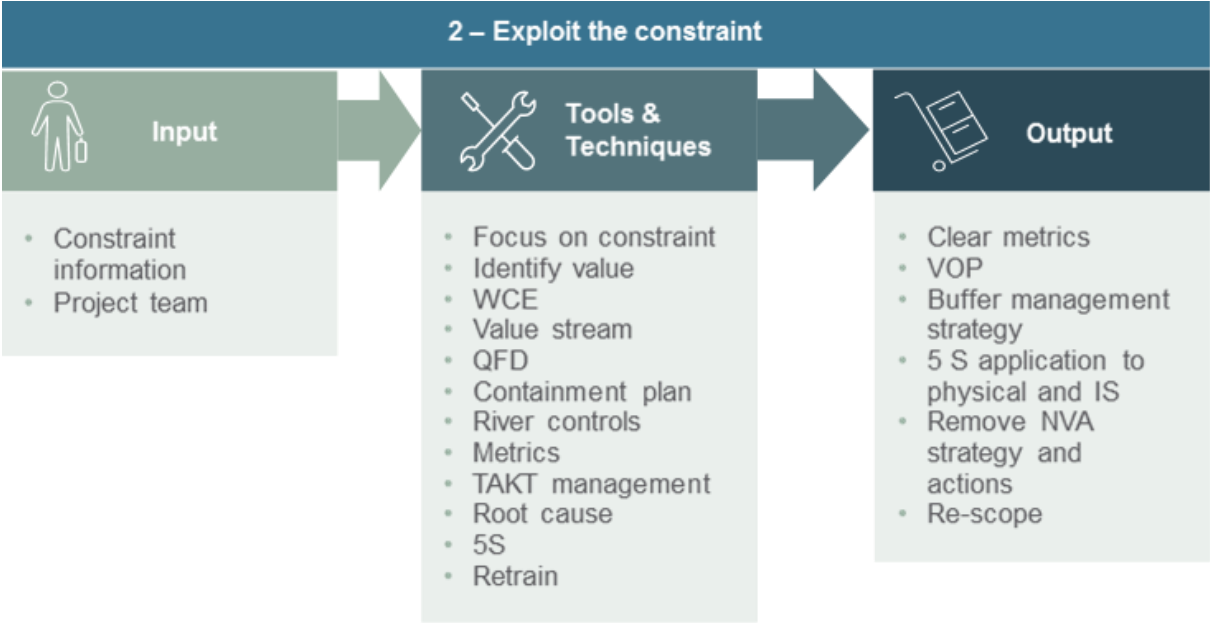 2 – Exploit the constraint
Input
• Constraint
information
• Project team
Tools &
Techniques
• Focus on constraint
• Identify value
• WCE
• Value stream
• QFD
• Containment plan
• River controls
• Metrics
• TAKT management
• Root cause
• 5S
• Retrain
Output
• Clear metrics
• VOP
• Buffer management
strategy
• 5 S application to
physical and IS
• Remove NVA
strategy and
actions
• Re-scope